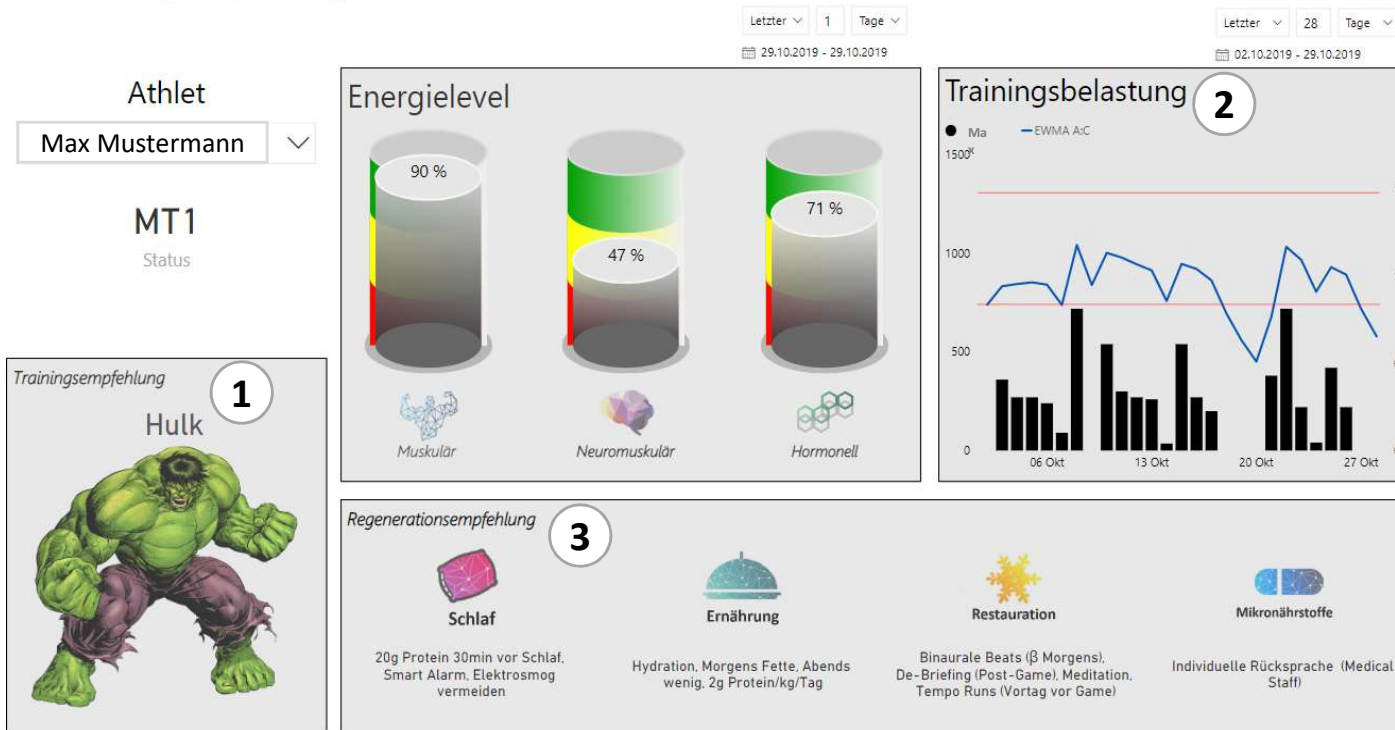 Letzter 1 Tage
29.10.2019 - 29.10.2019
Letzter 28 Tage
02.10.2019 - 29.10.2019
Athlet
Max Mustermann
MT1
Status
Trainingsempfehlung
1
Hulk
Energielevel
90 %
47 %
71 %
Muskulär
Neuromuskulär
Hormonell
Trainingsbelastung
2
Ma
EWMA A:C
1500
1000
500
0
06 Okt
13 Okt
20 Okt
27 Okt
Regenerationsempfehlung
3
Schlaf
20g Protein 30min vor Schlaf,
Smart Alarm, Elektrosmog
vermeiden
Ernährung
Hydration, Morgens Fette, Abends
wenig, 2g Protein/kg/Tag
Restauration
Binaurale Beats (β Morgens),
De-Briefing (Post-Game), Meditation,
Tempo Runs (Vortag vor Game)
Mikronährstoffe
Individuelle Rücksprache (Medical
Staff)